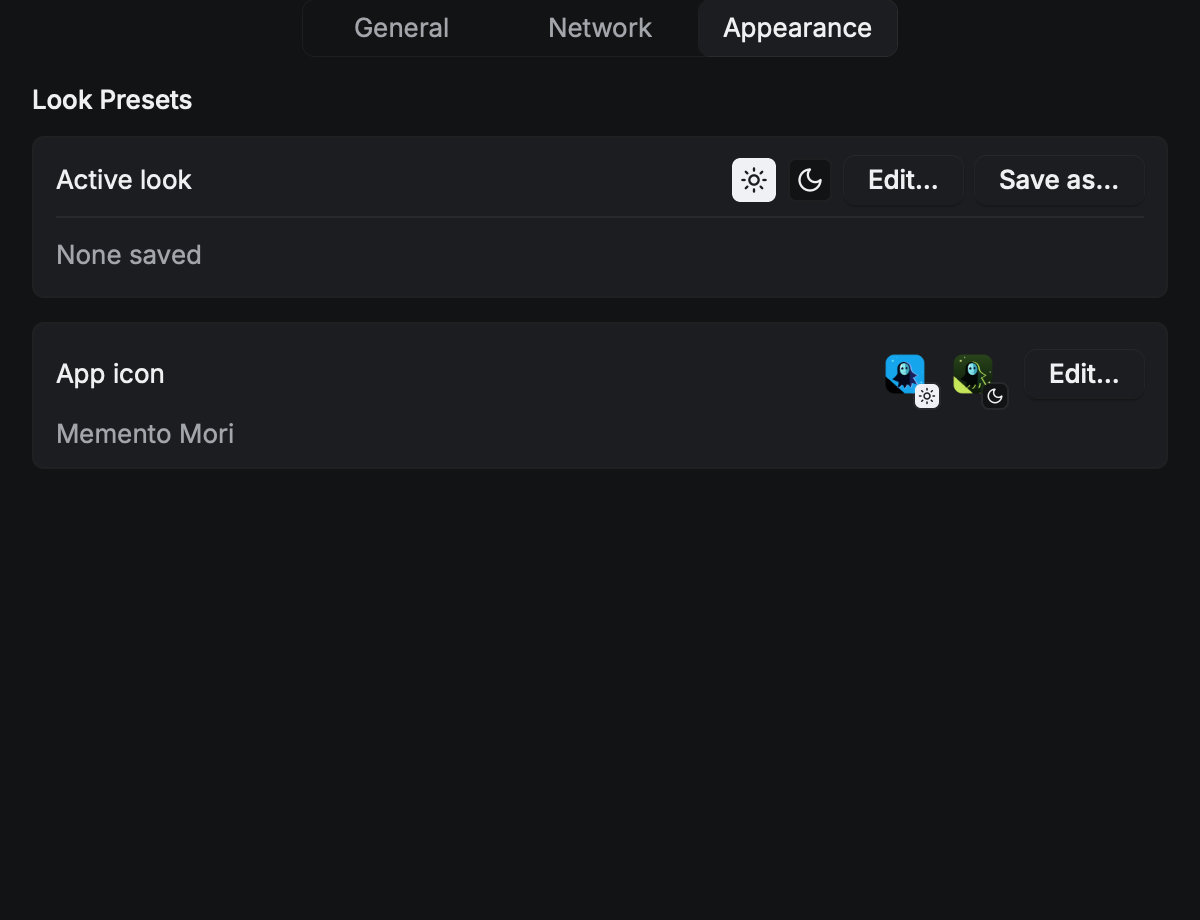 General Network Appearance
Look Presets
Active look Edit... Save as...
None saved
App icon Edit...
Memento Mori